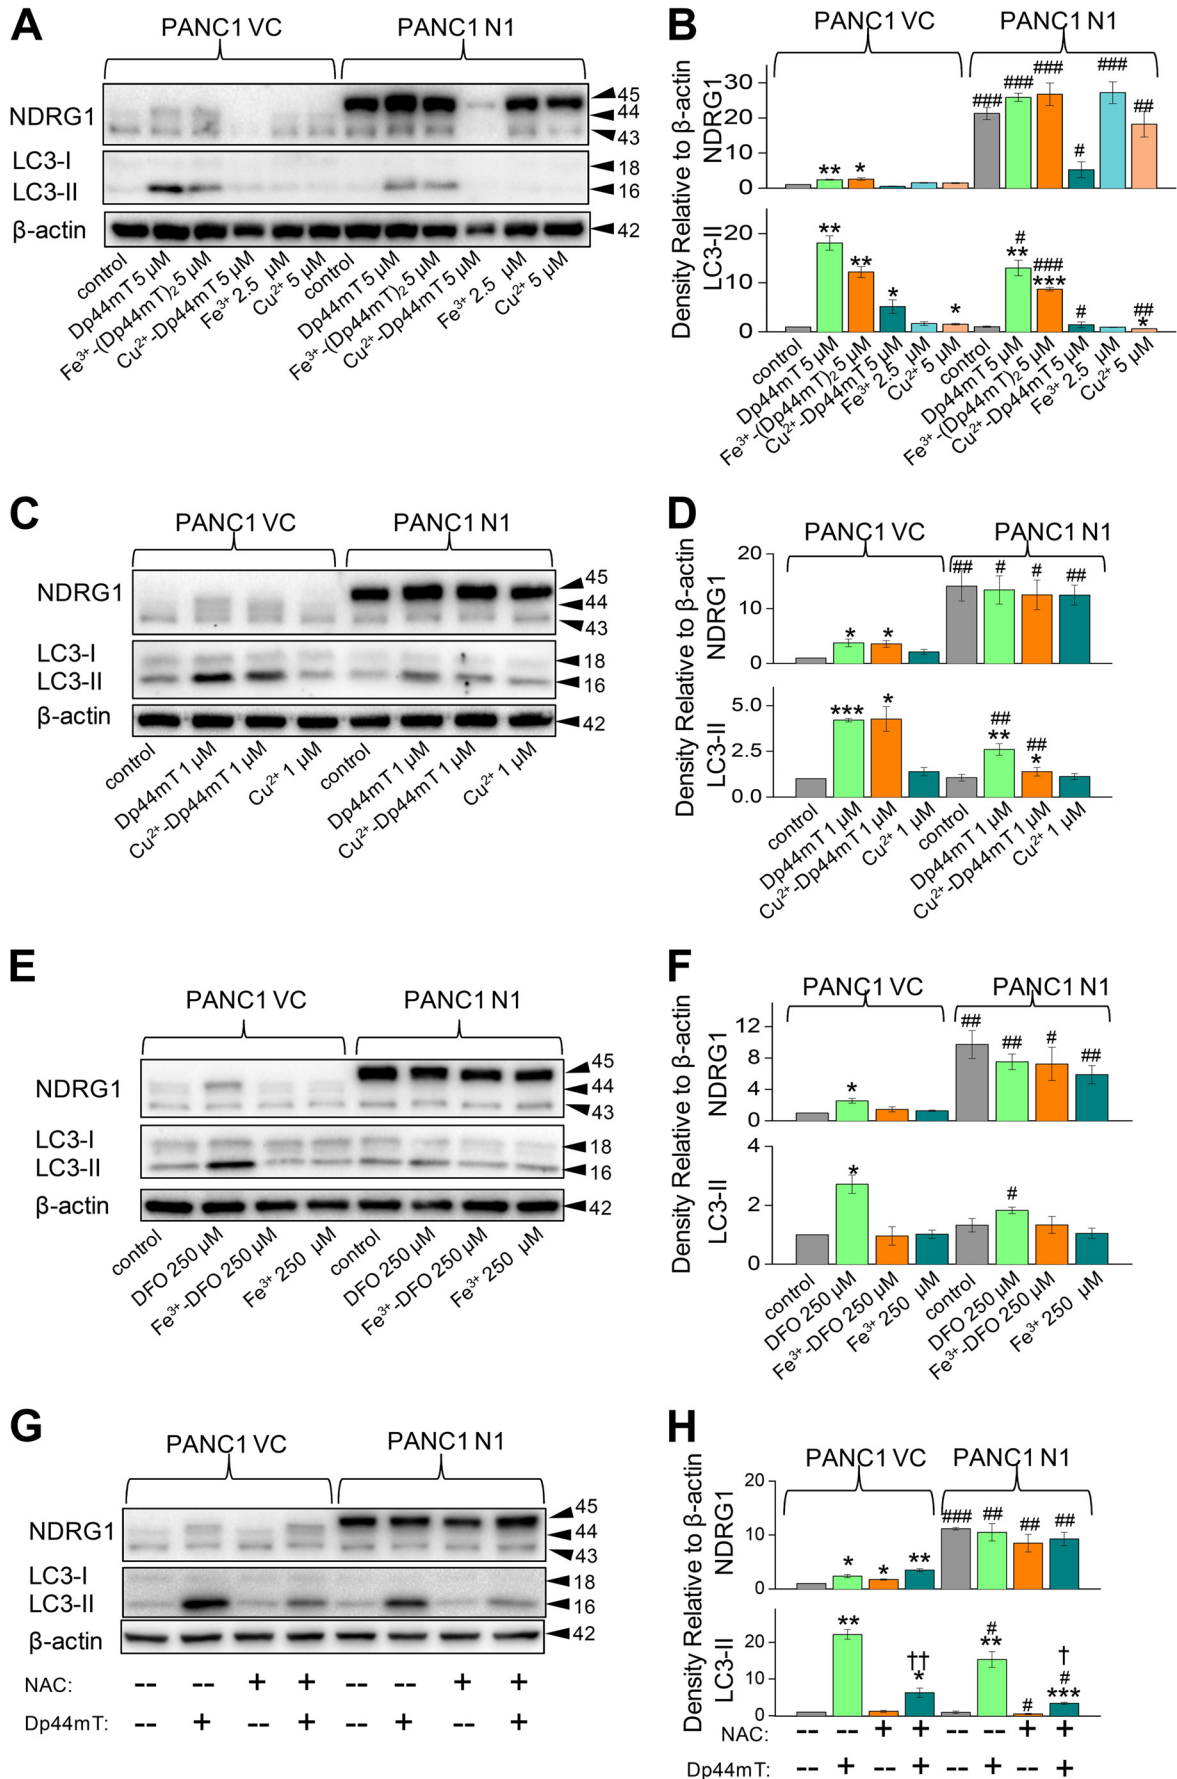 A
PANC1 VC
PANC1 N1
NDRG1
45
44
43
LC3-I
18
LC3-II
16
β-actin
42
control
Dp44mT 5 μM
Fe3+-(Dp44mT)2 5 μM
Cu2+-Dp44mT 5 μM
Fe3+ 2.5 μM
Cu2+ 5 μM
control
Dp44mT 5 μM
Fe3+-(Dp44mT)2 5 μM
Cu2+-Dp44mT 5 μM
Fe3+ 2.5 μM
Cu2+ 5 μM
B
PANC1 VC
PANC1 N1
Density Relative to β-actin
NDRG1
30
20
10
0
** * ### ### ### # ### ##
LC3-II
20
10
0
** ** * * # ** ### *** # ## *
control
Dp44mT 5 μM
Fe3+-(Dp44mT)2 5 μM
Cu2+-Dp44mT 5 μM
Fe3+ 2.5 μM
Cu2+ 5 μM
control
Dp44mT 5 μM
Fe3+-(Dp44mT)2 5 μM
Cu2+-Dp44mT 5 μM
Fe3+ 2.5 μM
Cu2+ 5 μM
C
PANC1 VC
PANC1 N1
NDRG1
45
44
43
LC3-I
18
LC3-II
16
β-actin
42
control
Dp44mT 1 μM
Cu2+-Dp44mT 1 μM
Cu2+ 1 μM
control
Dp44mT 1 μM
Cu2+-Dp44mT 1 μM
Cu2+ 1 μM
D
PANC1 VC
PANC1 N1
Density Relative to β-actin
NDRG1
20
10
0
* * ## # # ##
LC3-II
5.0
2.5
0.0
*** * ## ** ## *
control
Dp44mT 1 μM
Cu2+-Dp44mT 1 μM
Cu2+ 1 μM
control
Dp44mT 1 μM
Cu2+-Dp44mT 1 μM
Cu2+ 1 μM
E
PANC1 VC
PANC1 N1
NDRG1
45
44
43
LC3-I
18
LC3-II
16
β-actin
42
control
DFO 250 μM
Fe3+-DFO 250 μM
Fe3+ 250 μM
control
DFO 250 μM
Fe3+-DFO 250 μM
Fe3+ 250 μM
F
PANC1 VC
PANC1 N1
Density Relative to β-actin
NDRG1
12
8
4
0
* ## ## # ##
LC3-II
4
2
0
* #
control
DFO 250 μM
Fe3+-DFO 250 μM
Fe3+ 250 μM
control
DFO 250 μM
Fe3+-DFO 250 μM
Fe3+ 250 μM
G
PANC1 VC
PANC1 N1
NDRG1
45
44
43
LC3-I
18
LC3-II
16
β-actin
42
NAC: -- -- + + -- -- + +
Dp44mT: -- + -- + -- + -- +
H
PANC1 VC
PANC1 N1
Density Relative to β-actin
NDRG1
20
10
0
* * ** ### ## ## ##
LC3-II
20
10
0
** †† * # ** # † # ***
NAC: -- -- + + -- -- + +
Dp44mT: -- + -- + -- + -- +